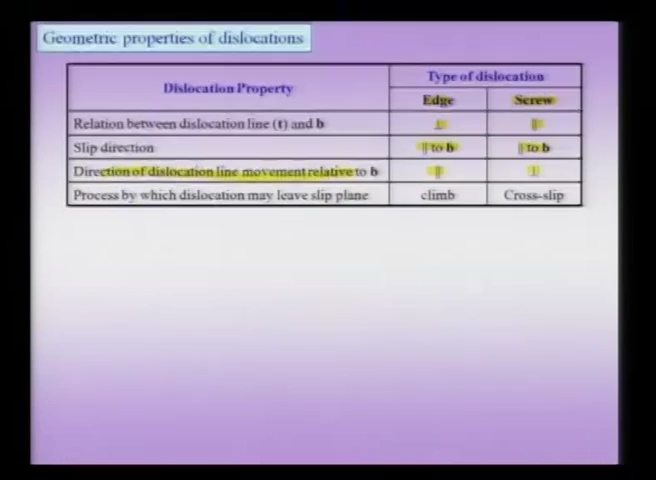 Geometric properties of dislocations
Dislocation Property
Type of dislocation
Edge Screw
Relation between dislocation line (t) and b ⊥ ||
Slip direction || to b || to b
Direction of dislocation line movement relative to b || ⊥
Process by which dislocation may leave slip plane climb Cross-slip